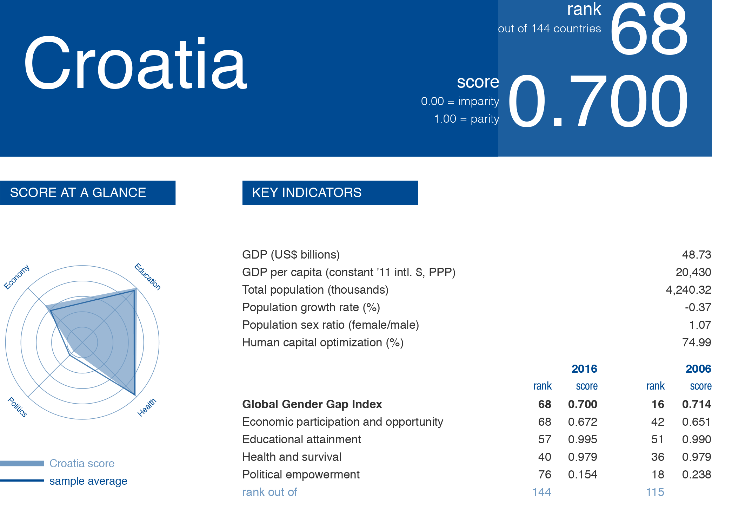 rank
out of 144 countries
68
Croatia
score
0.00 = imparity
1.00 = parity
0.700
SCORE AT A GLANCE
KEY INDICATORS
Economy
Education
Politics
Health
Croatia score
sample average
GDP (US$ billions) 48.73
GDP per capita (constant '11 intl. $, PPP) 20,430
Total population (thousands) 4,240.32
Population growth rate (%) -0.37
Population sex ratio (female/male) 1.07
Human capital optimization (%) 74.99
2016 2006
rank score rank score
Global Gender Gap Index 68 0.700 16 0.714
Economic participation and opportunity 68 0.672 42 0.651
Educational attainment 57 0.995 51 0.990
Health and survival 40 0.979 36 0.979
Political empowerment 76 0.154 18 0.238
rank out of 144 115